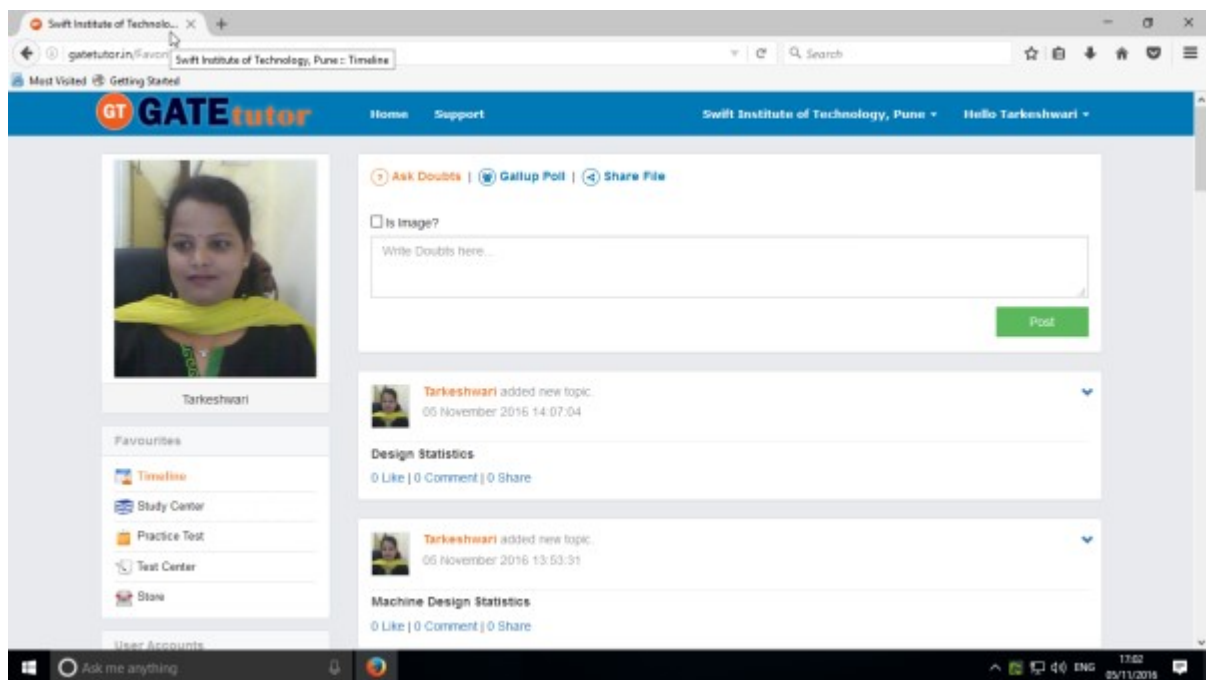 Swift Institute of Technolo...
gatetutor.in/Favori
Search
Swift Institute of Technology, Pune :: Timeline
Most Visited Getting Started
GT GATEtutor Home Support Swift Institute of Technology, Pune Hello Tarkeshwari
? Ask Doubts | Gallup Poll | Share File
Is Image?
Write Doubts here...
Post
Tarkeshwari
Favourites
Timeline
Study Center
Practice Test
Test Center
Store
User Accounts
Tarkeshwari added new topic.
05 November 2016 14:07:04
Design Statistics
0 Like | 0 Comment | 0 Share
Tarkeshwari added new topic.
05 November 2016 13:53:31
Machine Design Statistics
0 Like | 0 Comment | 0 Share
Ask me anything
ENG
17:02
05/11/2016